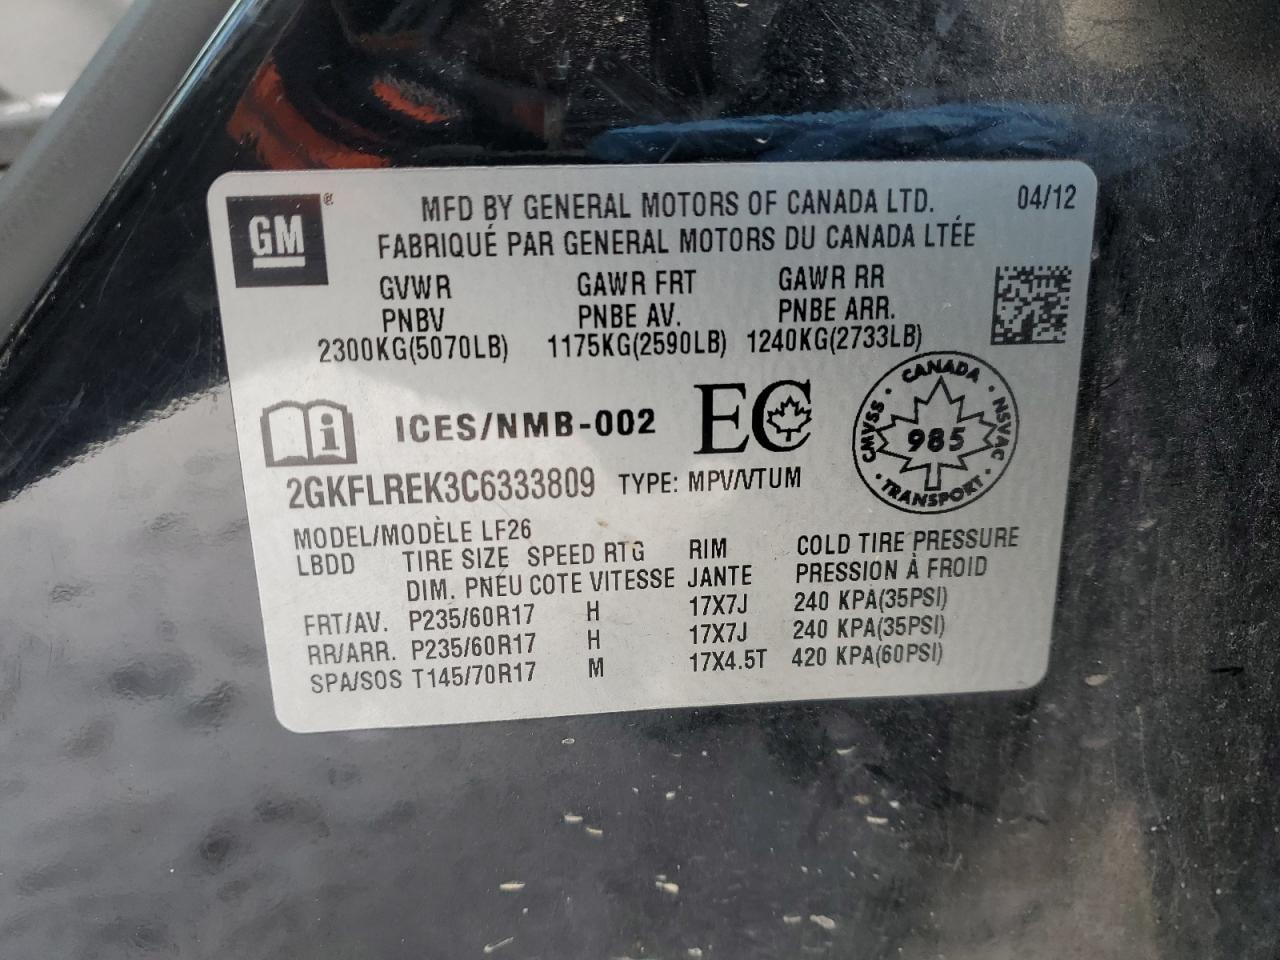 GM ®
MFD BY GENERAL MOTORS OF CANADA LTD. 04/12
FABRIQUÉ PAR GENERAL MOTORS DU CANADA LTÉE
GVWR GAWR FRT GAWR RR
PNBV PNBE AV. PNBE ARR.
2300KG(5070LB) 1175KG(2590LB) 1240KG(2733LB)
i ICES/NMB-002 EC
CANADA
CMVSS 985 NSVAC
TRANSPORT
2GKFLREK3C6333809 TYPE: MPV/VTUM
MODEL/MODÈLE LF26
LBDD TIRE SIZE SPEED RTG RIM COLD TIRE PRESSURE
DIM. PNEU COTE VITESSE JANTE PRESSION À FROID
FRT/AV. P235/60R17 H 17X7J 240 KPA(35PSI)
RR/ARR. P235/60R17 H 17X7J 240 KPA(35PSI)
SPA/SOS T145/70R17 M 17X4.5T 420 KPA(60PSI)